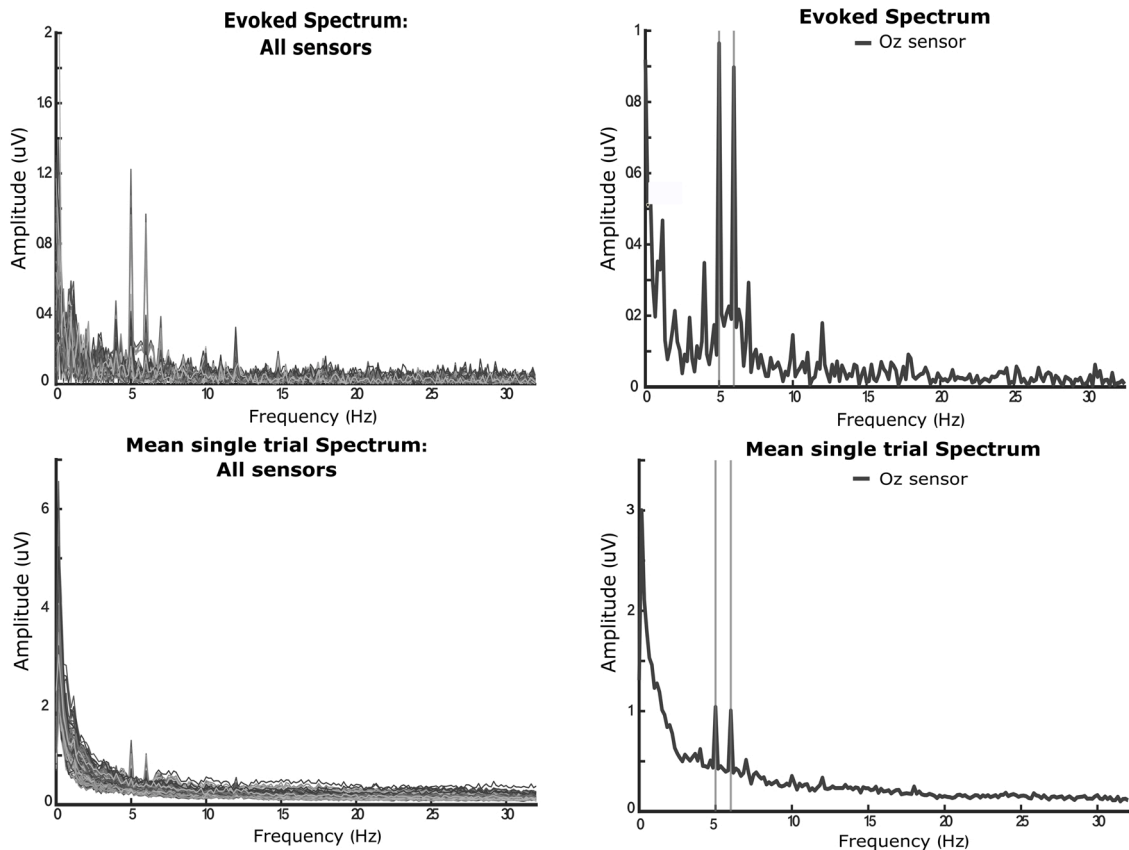 Evoked Spectrum:
All sensors
2
1.6
1.2
0.8
0.4
0
Amplitude (uV)
0 5 10 15 20 25 30
Frequency (Hz)
Evoked Spectrum
Oz sensor
1
0.8
0.6
0.4
0.2
0
Amplitude (uV)
0 5 10 15 20 25 30
Frequency (Hz)
Mean single trial Spectrum:
All sensors
6
4
2
0
Amplitude (uV)
0 5 10 15 20 25 30
Frequency (Hz)
Mean single trial Spectrum
Oz sensor
3
2
1
0
Amplitude (uV)
0 5 10 15 20 25 30
Frequency (Hz)